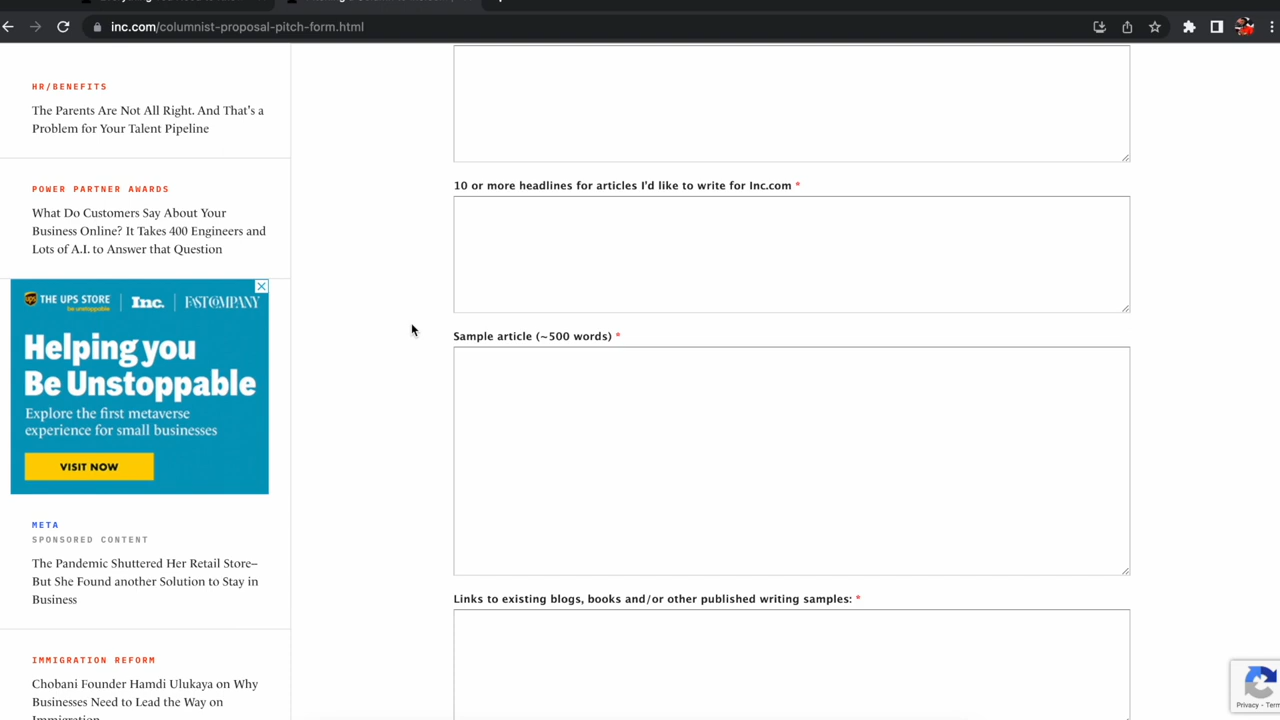 inc.com/columnist-proposal-pitch-form.html
HR/BENEFITS
The Parents Are Not All Right. And That's a
Problem for Your Talent Pipeline
POWER PARTNER AWARDS
What Do Customers Say About Your
Business Online? It Takes 400 Engineers and
Lots of A.I. to Answer that Question
THE UPS STORE
be unstoppable
Inc.
FAST COMPANY
Helping you
Be Unstoppable
Explore the first metaverse
experience for small businesses
VISIT NOW
META
SPONSORED CONTENT
The Pandemic Shuttered Her Retail Store–
But She Found another Solution to Stay in
Business
IMMIGRATION REFORM
Chobani Founder Hamdi Ulukaya on Why
Businesses Need to Lead the Way on
Immigration
10 or more headlines for articles I'd like to write for Inc.com *
Sample article (~500 words) *
Links to existing blogs, books and/or other published writing samples: *
Privacy - Term